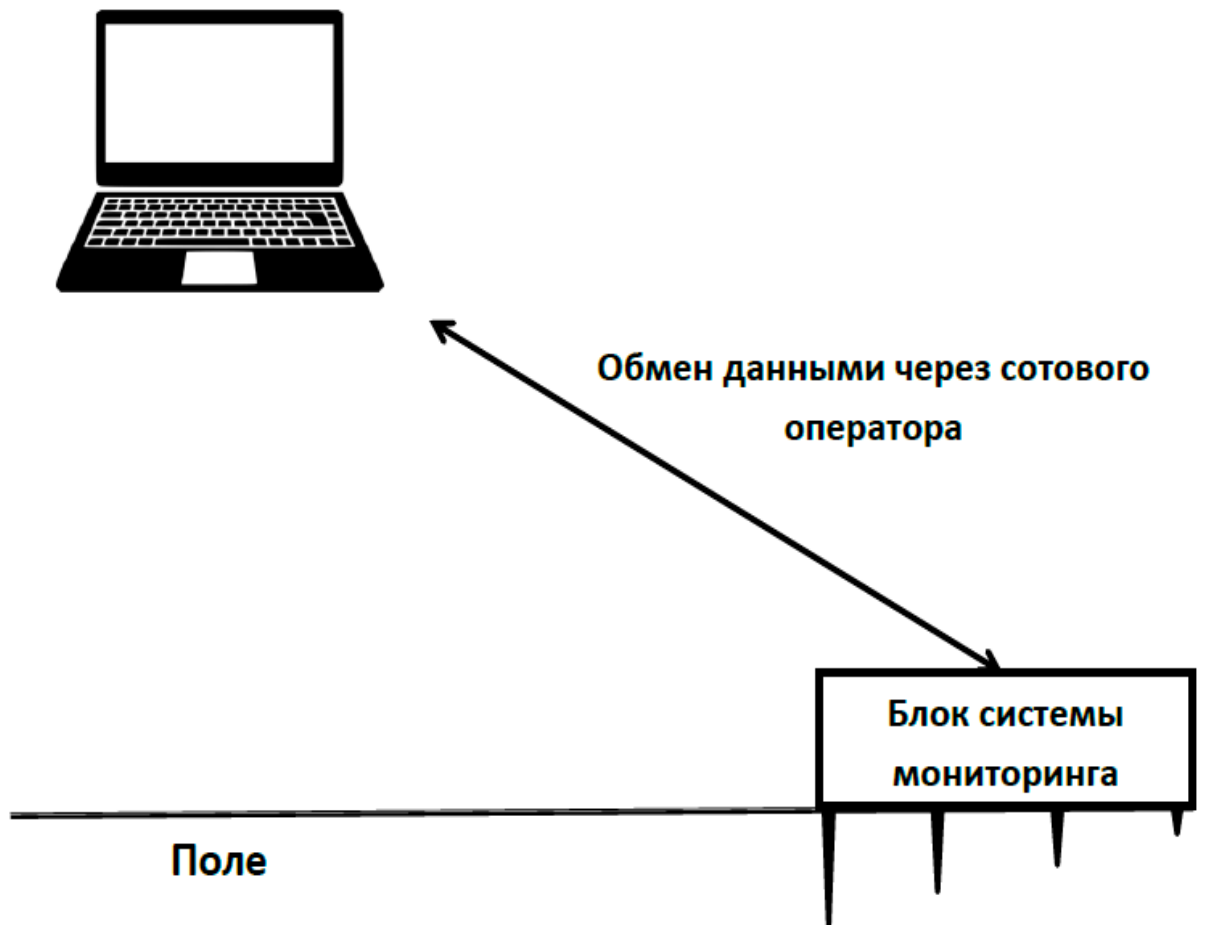 Обмен данными через сотового
оператора
Блок системы
мониторинга
Поле